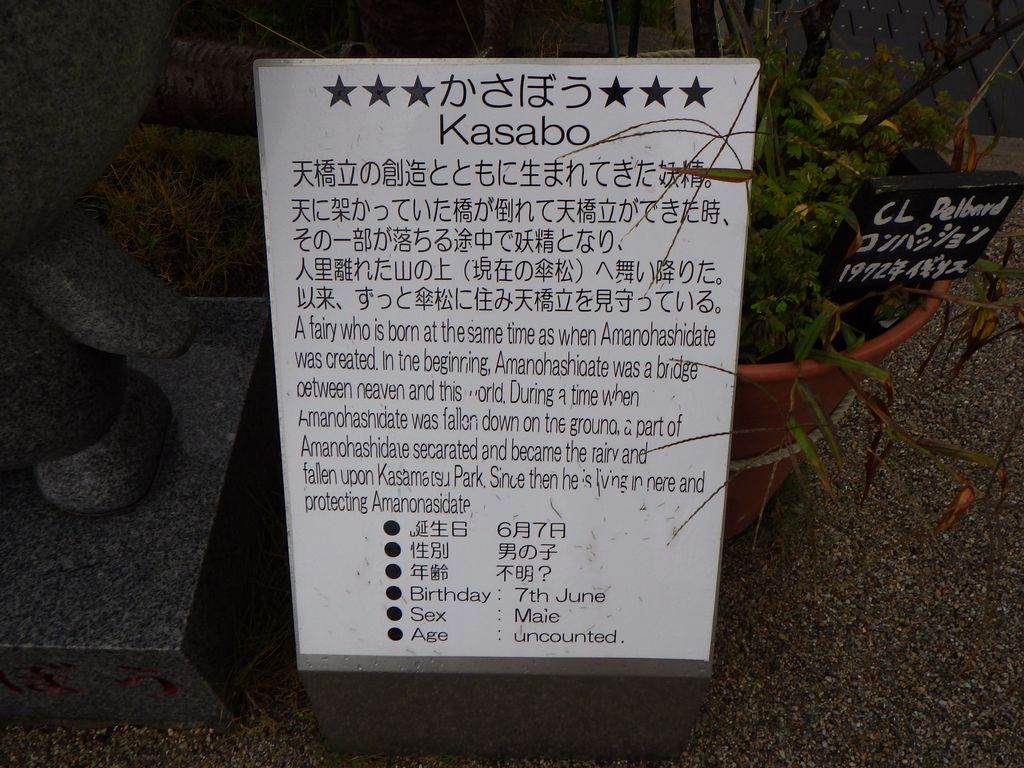 ★★★かさぼう★★★
Kasabo
天橋立の創造とともに生まれてきた妖精。
天に架かっていた橋が倒れて天橋立ができた時、
その一部が落ちる途中で妖精となり、
人里離れた山の上（現在の傘松）へ舞い降りた。
以来、ずっと傘松に住み天橋立を見守っている。
A fairy who is born at the same time as when Amanohashidate
was created. In the beginning, Amanohashidate was a bridge
between heaven and this world. During a time when
Amanohashidate was fallen down on the ground, a part of
Amanohashidate separated and became the fairy and
fallen upon Kasamatsu Park. Since then he is living in here and
protecting Amanonasidate
● 誕生日 6月7日
● 性別 男の子
● 年齢 不明？
● Birthday : 7th June
● Sex : Male
● Age : uncounted.
CL Delbard
コンパッション
1972年イギリス
ぼう